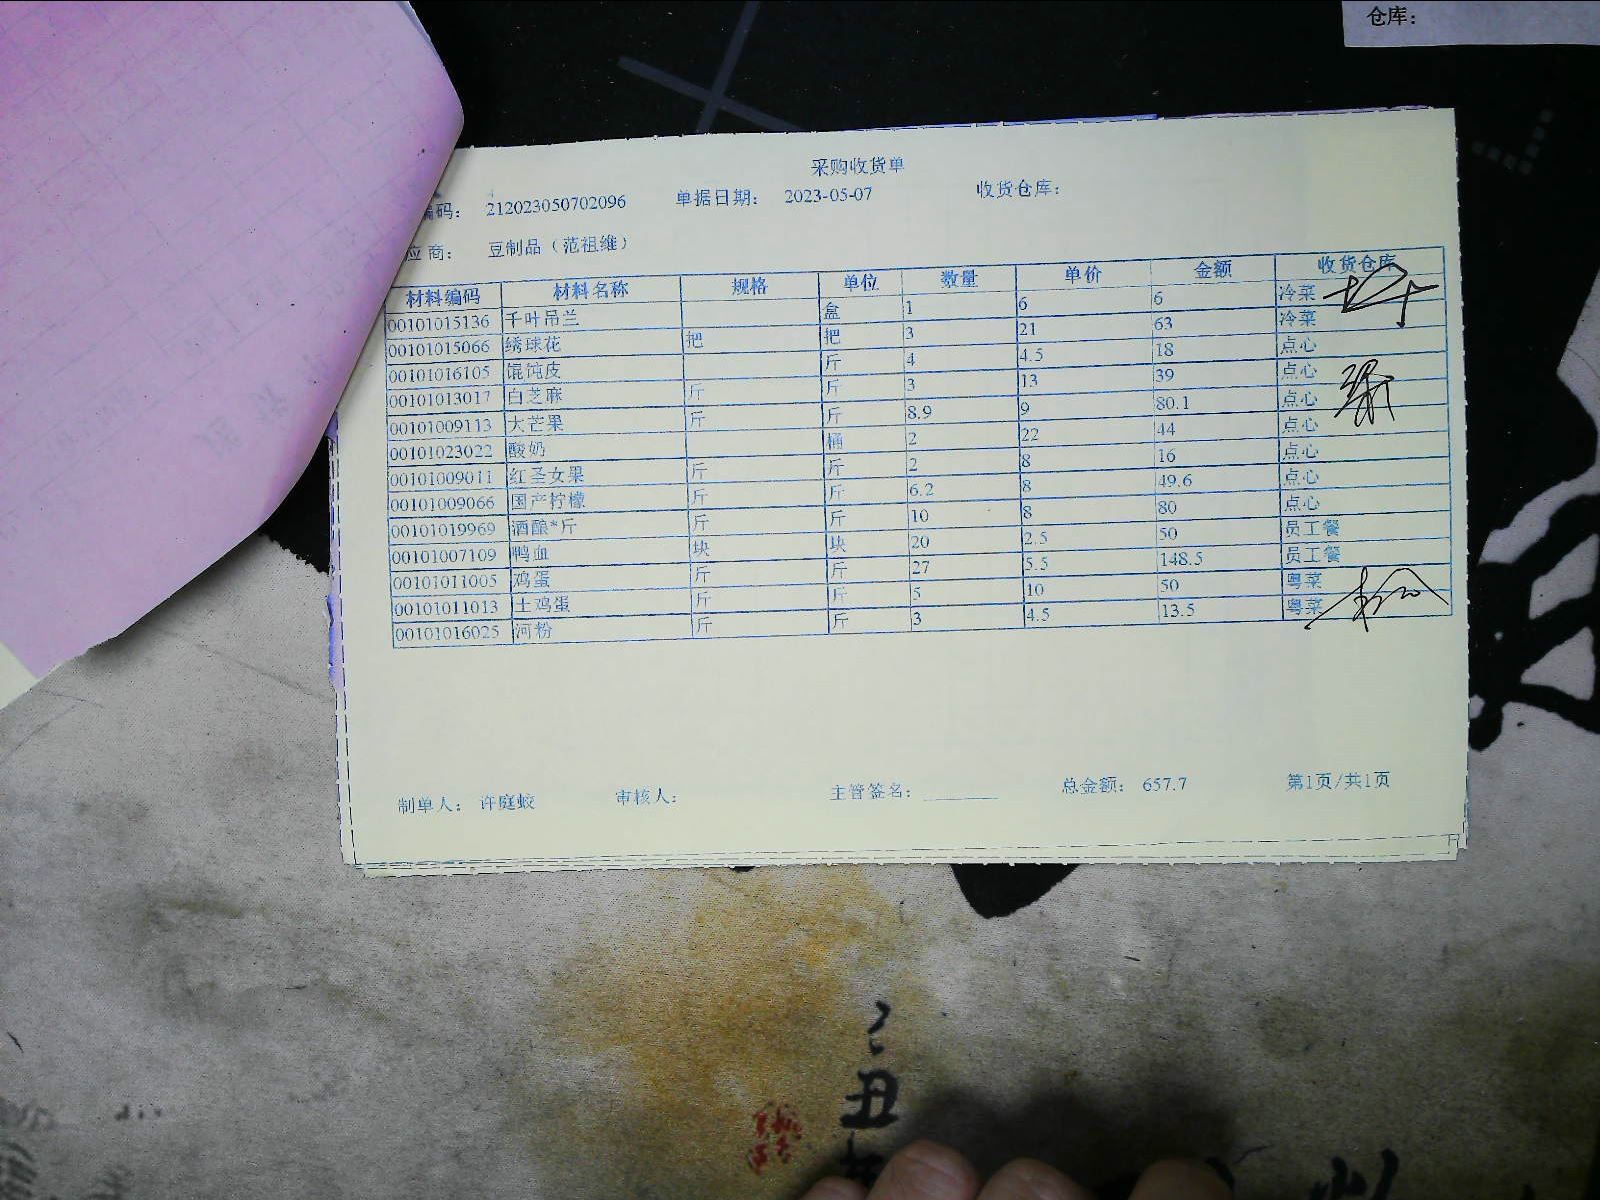 仓库：
采购收货单
编码： 212023050702096 单据日期： 2023-05-07 收货仓库：
应商： 豆制品（范祖维）
材料编码 材料名称 规格 单位 数量 单价 金额 收货仓库
00101015136 千叶吊兰 盒 1 6 6 冷菜
00101015066 绣球花 把 把 3 21 63 冷菜
00101016105 馄饨皮 斤 4 4.5 18 点心
00101013017 白芝麻 斤 斤 3 13 39 点心
00101009113 大芒果 斤 斤 8.9 9 80.1 点心
00101023022 酸奶 桶 2 22 44 点心
00101009011 红圣女果 斤 斤 2 8 16 点心
00101009066 国产柠檬 斤 斤 6.2 8 49.6 点心
00101019969 酒酿*斤 斤 斤 10 8 80 点心
00101007109 鸭血 块 块 20 2.5 50 员工餐
00101011005 鸡蛋 斤 斤 27 5.5 148.5 员工餐
00101011013 土鸡蛋 斤 斤 5 10 50 粤菜
00101016025 河粉 斤 斤 3 4.5 13.5 粤菜
制单人： 许庭蛟 审核人： 主管签名： 总金额： 657.7 第1页/共1页
丑